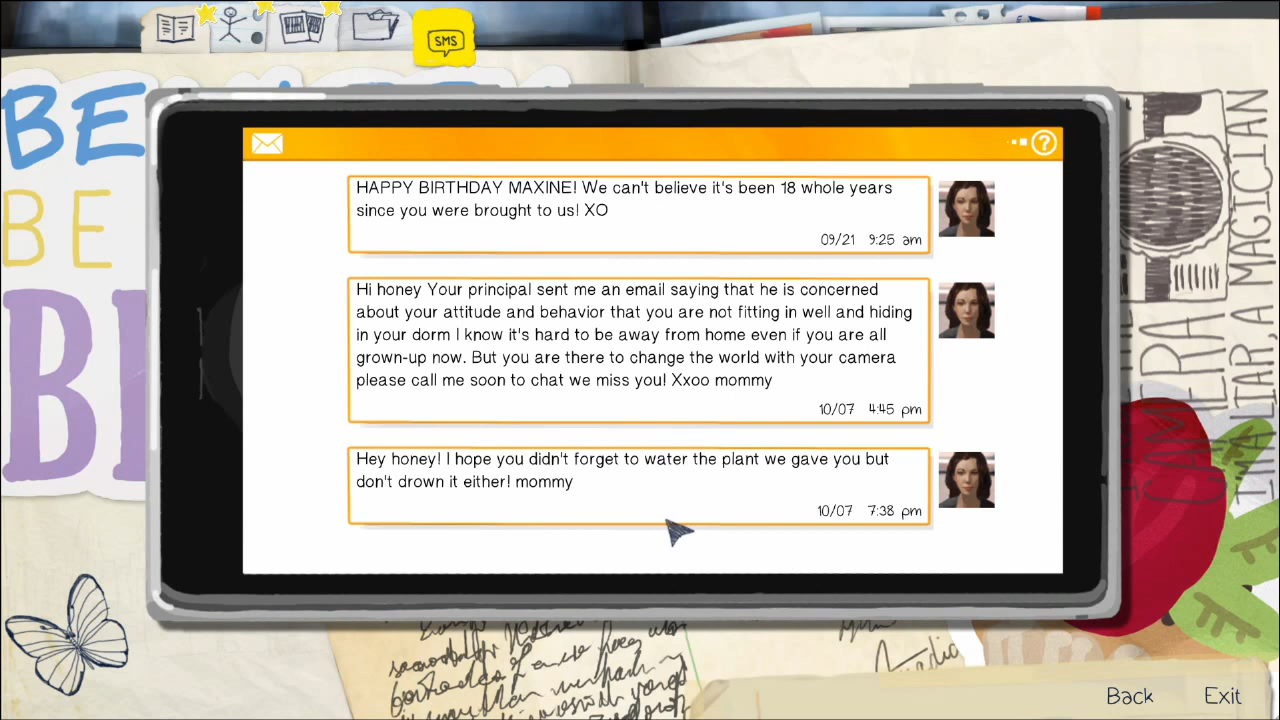 SMS
BE
BE
HAPPY BIRTHDAY MAXINE! We can't believe it's been 18 whole years
since you were brought to us! XO
09/21 9:25 am
Hi honey Your principal sent me an email saying that he is concerned
about your attitude and behavior that you are not fitting in well and hiding
in your dorm I know it's hard to be away from home even if you are all
grown-up now. But you are there to change the world with your camera
please call me soon to chat we miss you! Xxoo mommy
10/07 4:45 pm
Hey honey! I hope you didn't forget to water the plant we gave you but
don't drown it either! mommy
10/07 7:38 pm
CAMERA
I'M A LIAR, A MAGICIAN
Back Exit